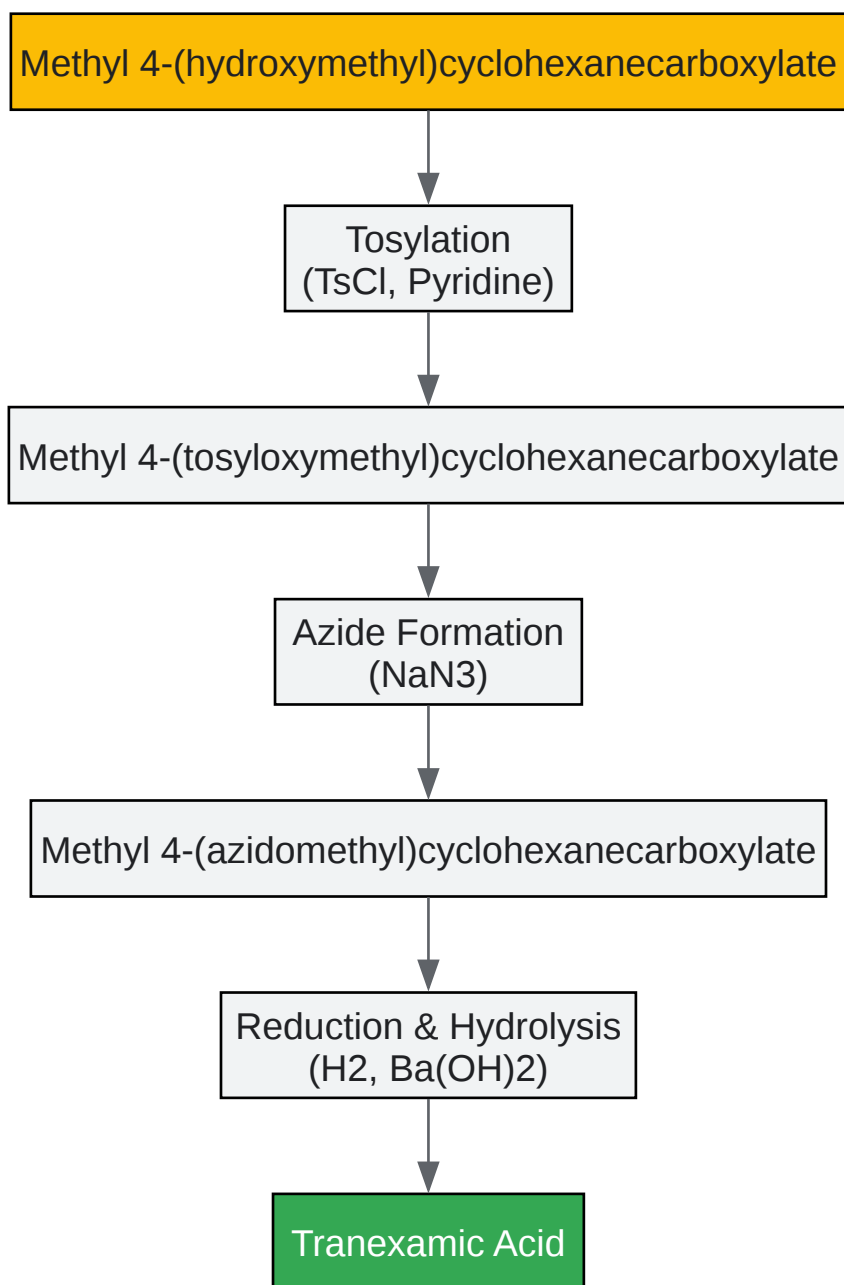 Methyl 4-(hydroxymethyl)cyclohexanecarboxylate
Tosylation
(TsCl, Pyridine)
Methyl 4-(tosyloxymethyl)cyclohexanecarboxylate
Azide Formation
(NaN3)
Methyl 4-(azidomethyl)cyclohexanecarboxylate
Reduction & Hydrolysis
(H2, Ba(OH)2)
Tranexamic Acid